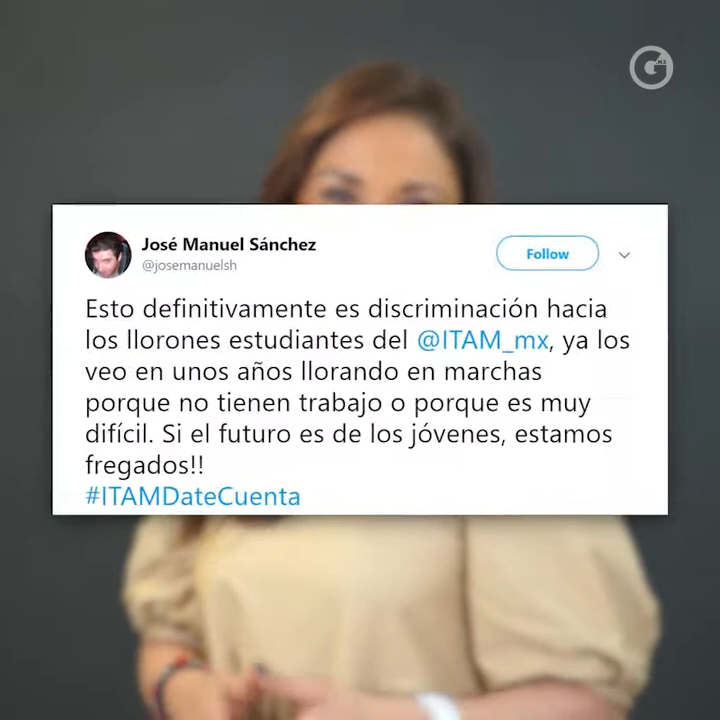 G MX
José Manuel Sánchez
@josemanuelsh
Follow
Esto definitivamente es discriminación hacia
los llorones estudiantes del @ITAM_mx, ya los
veo en unos años llorando en marchas
porque no tienen trabajo o porque es muy
difícil. Si el futuro es de los jóvenes, estamos
fregados!!
#ITAMDateCuenta